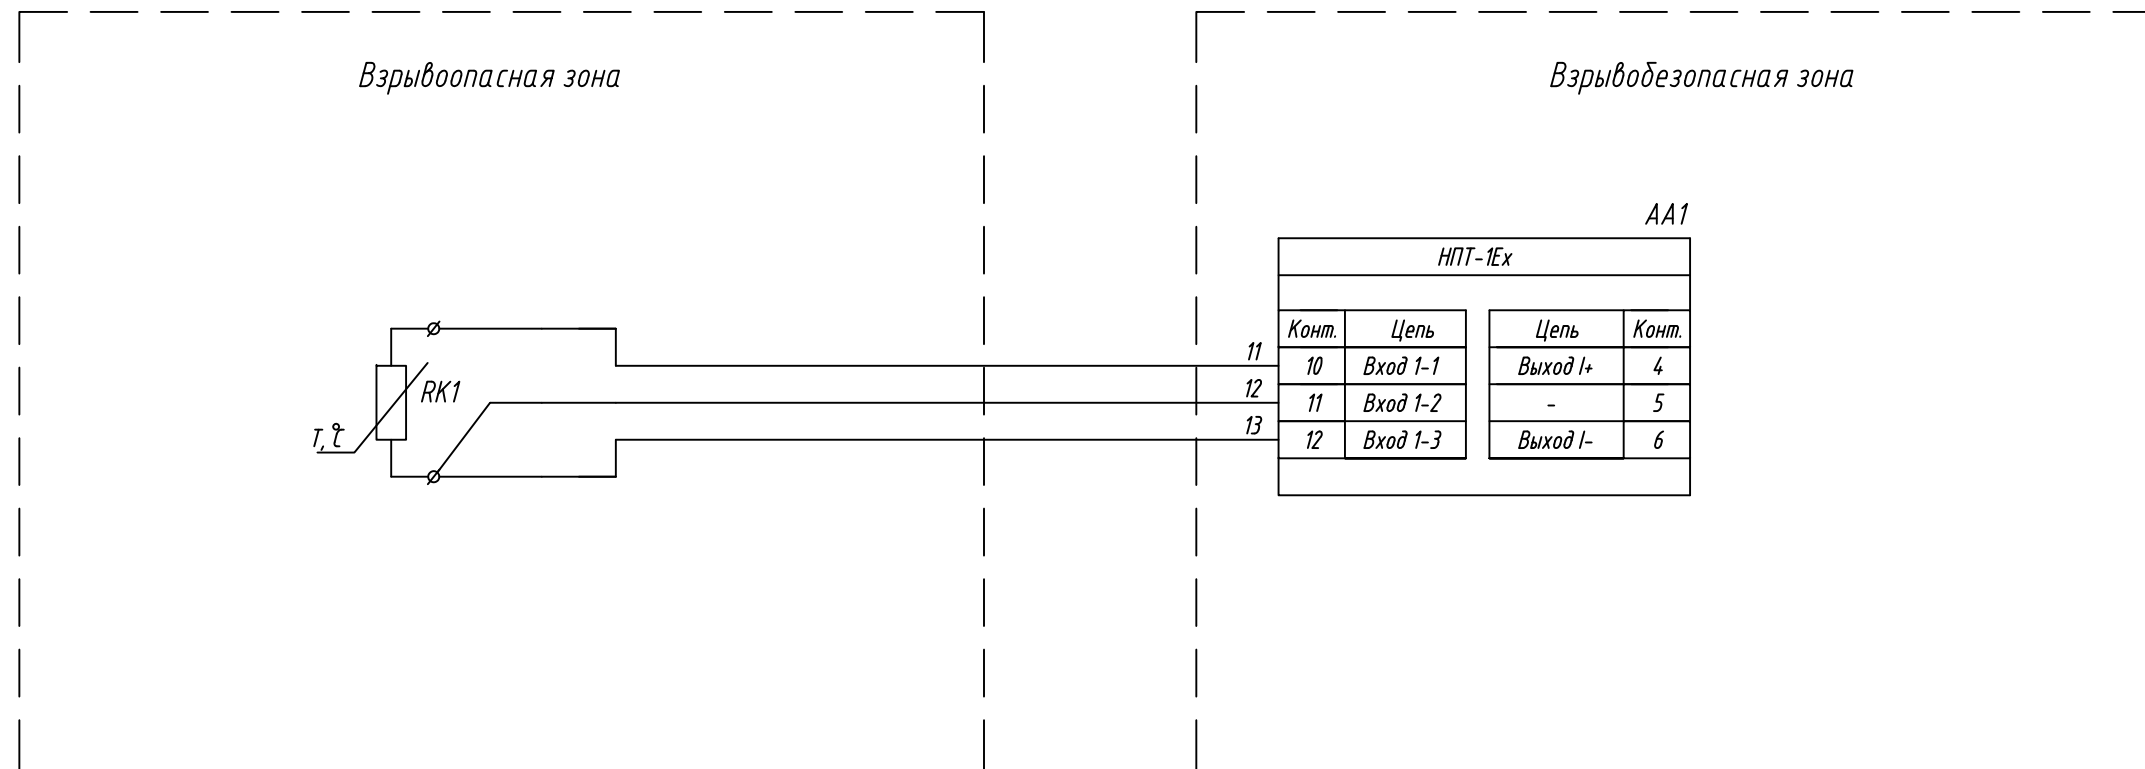 Взрывоопасная зона
Взрывобезопасная зона
AA1
НПТ-1Ex
Конт. Цепь Цепь Конт.
11 10 Вход 1-1 Выход I+ 4
12 11 Вход 1-2 - 5
13 12 Вход 1-3 Выход I- 6
RK1
T,°C